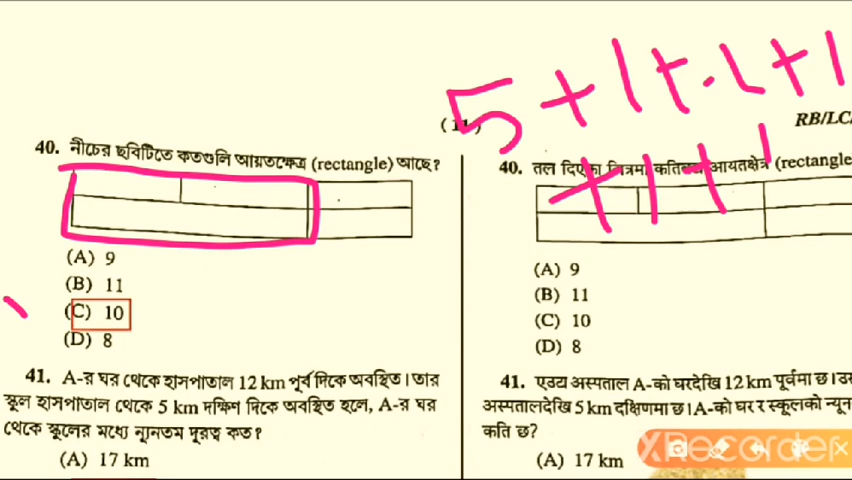 5 + 1 + 1 + 1
+ 1 + 1
RB/LC
40. নীচের ছবিটিতে কতগুলি আয়তক্ষেত্র (rectangle) আছে?
(A) 9
(B) 11
(C) 10
(D) 8
41. A-র ঘর থেকে হাসপাতাল 12 km পূর্ব দিকে অবস্থিত। তার
স্কুল হাসপাতাল থেকে 5 km দক্ষিণ দিকে অবস্থিত হলে, A-র ঘর
থেকে স্কুলের মধ্যে ন্যূনতম দূরত্ব কত?
(A) 17 km
40. तल दिएका चित्रमा आयतक्षेत्र (rectangle
(A) 9
(B) 11
(C) 10
(D) 8
41. एउटा अस्पताल A-को घरदेखि 12 km पूर्वमा छ।
अस्पतालदेखि 5 km दक्षिणमा छ। A-को घर र स्कूलको न्यून
कति छ?
(A) 17 km
XRecorder